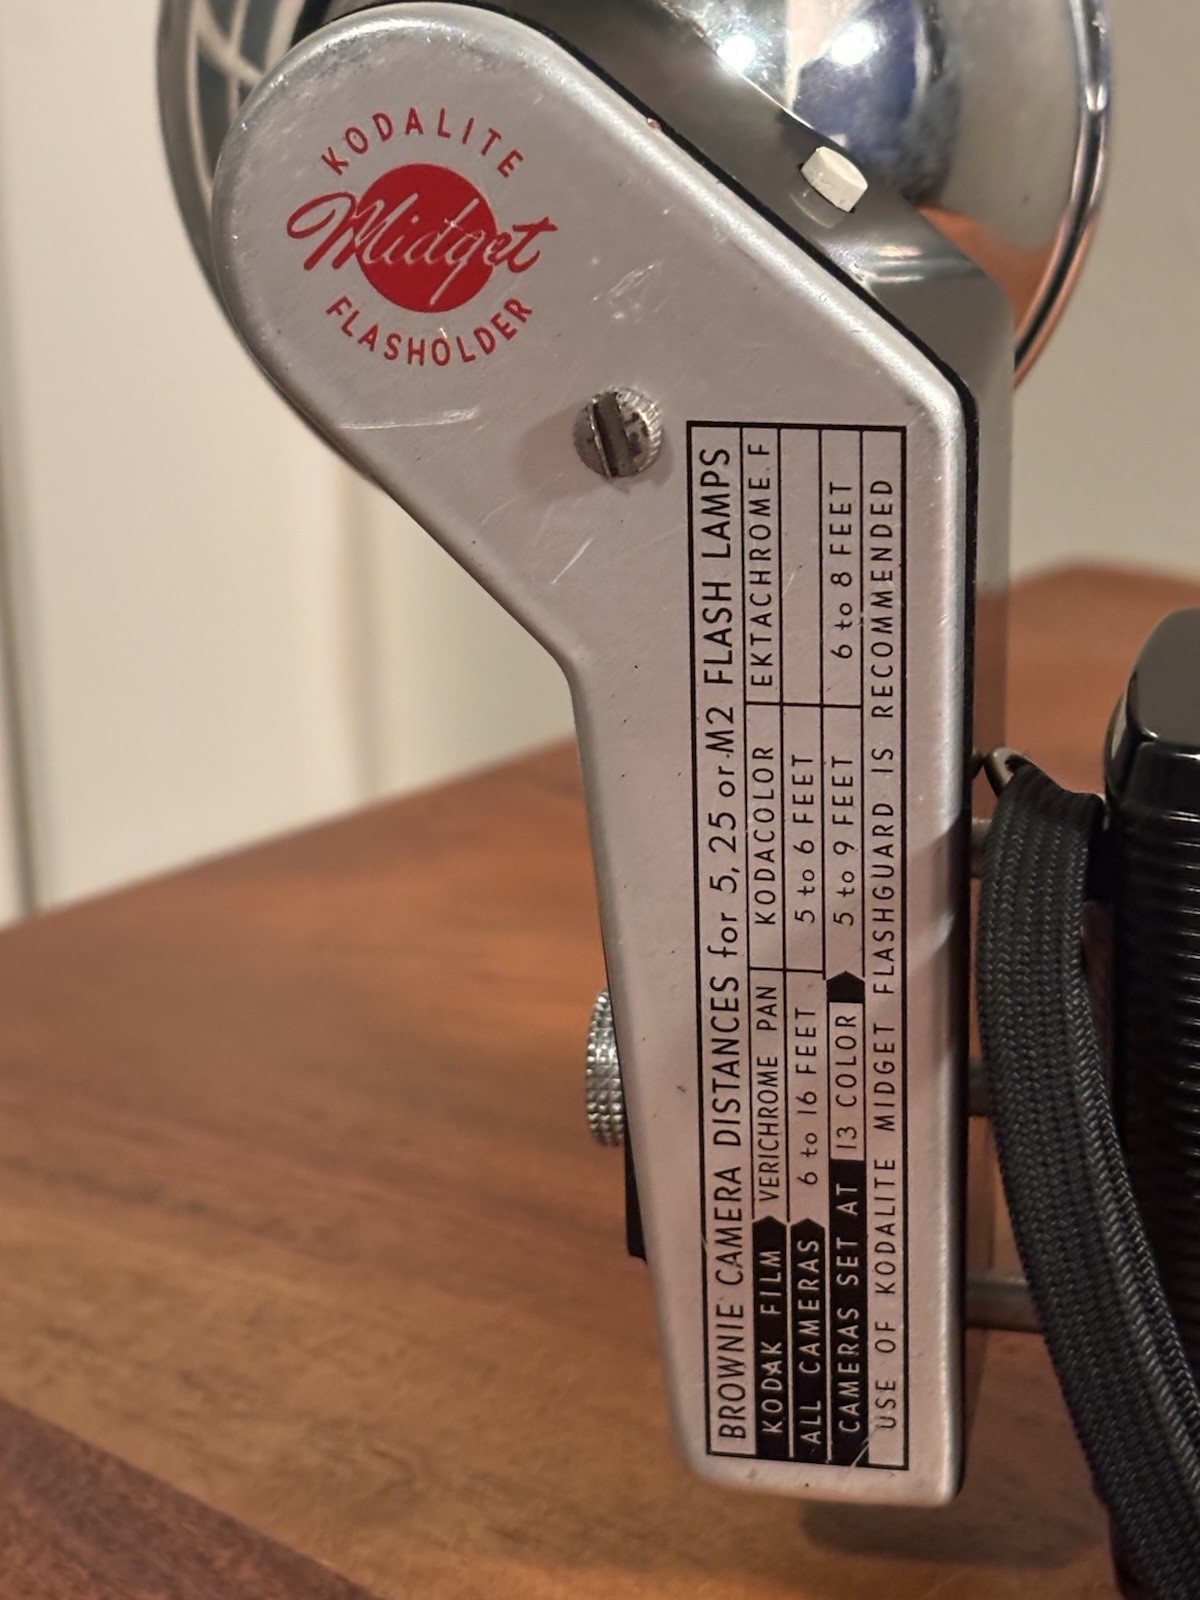 KODALITE
Midget
FLASHOLDER
BROWNIE CAMERA DISTANCES for 5, 25 or M2 FLASH LAMPS
KODAK FILM VERICHROME PAN KODACOLOR EKTACHROME F
ALL CAMERAS 6 to 16 FEET 5 to 6 FEET
CAMERAS SET AT 13 COLOR 5 to 9 FEET 6 to 8 FEET
USE OF KODALITE MIDGET FLASHGUARD IS RECOMMENDED